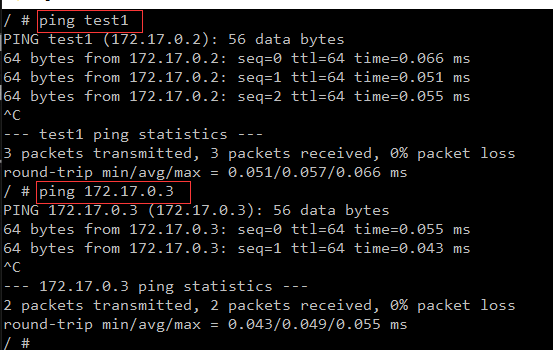 / # ping test1
PING test1 (172.17.0.2): 56 data bytes
64 bytes from 172.17.0.2: seq=0 ttl=64 time=0.066 ms
64 bytes from 172.17.0.2: seq=1 ttl=64 time=0.051 ms
64 bytes from 172.17.0.2: seq=2 ttl=64 time=0.055 ms
^C
--- test1 ping statistics ---
3 packets transmitted, 3 packets received, 0% packet loss
round-trip min/avg/max = 0.051/0.057/0.066 ms
/ # ping 172.17.0.3
PING 172.17.0.3 (172.17.0.3): 56 data bytes
64 bytes from 172.17.0.3: seq=0 ttl=64 time=0.055 ms
64 bytes from 172.17.0.3: seq=1 ttl=64 time=0.043 ms
^C
--- 172.17.0.3 ping statistics ---
2 packets transmitted, 2 packets received, 0% packet loss
round-trip min/avg/max = 0.043/0.049/0.055 ms
/ #